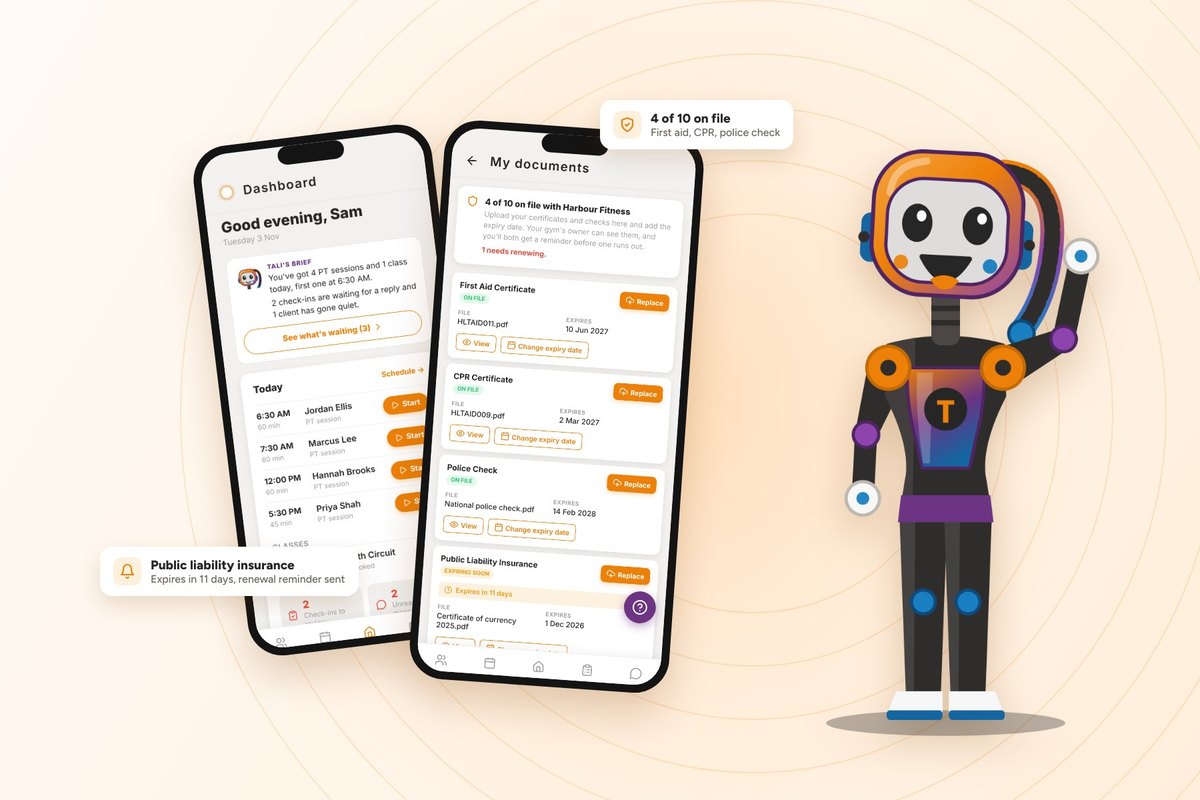 4 of 10 on file
First aid, CPR, police check
Dashboard
Good evening, Sam
Tuesday 3 Nov
TALI'S BRIEF
You've got 4 PT sessions and 1 class
today, first one at 6:30 AM.
2 check-ins are waiting for a reply and
1 client has gone quiet.
See what's waiting (3)
Today
Schedule →
6:30 AM Jordan Ellis Start
60 min PT session
7:30 AM Marcus Lee Start
60 min PT session
12:00 PM Hannah Brooks
60 min PT session
5:30 PM Priya Shah
45 min PT session
Circuit
Public liability insurance
Expires in 11 days, renewal reminder sent
2
Check-ins to
2
My documents
4 of 10 on file with Harbour Fitness
Upload your certificates and checks here and add the
expiry date. Your gym's owner can see them, and
you'll both get a reminder before one runs out.
1 needs renewing.
First Aid Certificate
ON FILE
Replace
FILE EXPIRES
HLTAID011.pdf 10 Jun 2027
View Change expiry date
CPR Certificate
ON FILE
Replace
FILE EXPIRES
HLTAID009.pdf 2 Mar 2027
View Change expiry date
Police Check
ON FILE
Replace
FILE EXPIRES
National police check.pdf 14 Feb 2028
View Change expiry date
Public Liability Insurance
EXPIRING SOON
Replace
Expires in 11 days
FILE EXPIRES
Certificate of currency 1 Dec 2026
2025.pdf
T